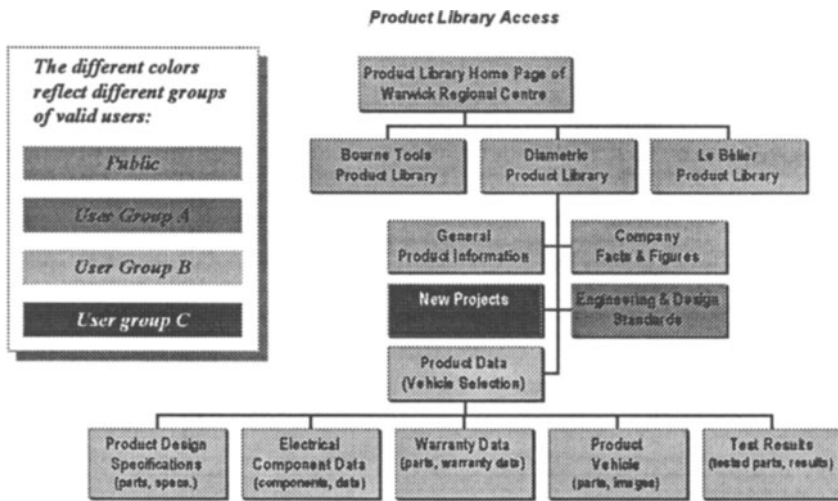 Product Library Access
The different colors
reflect different groups
of valid users:
Public
User Group A
User Group B
User group C
Product Library Home Page of
Warwick Regional Centre
Bourne Tools
Product Library
Diametric
Product Library
Le Bélier
Product Library
General
Product Information
Company
Facts & Figures
New Projects
Engineering & Design
Standards
Product Data
(Vehicle Selection)
Product Design
Specifications
(parts, specs.)
Electrical
Component Data
(components, data)
Warranty Data
(parts, warranty data)
Product
Vehicle
(parts, images)
Test Results
(tested parts, results)